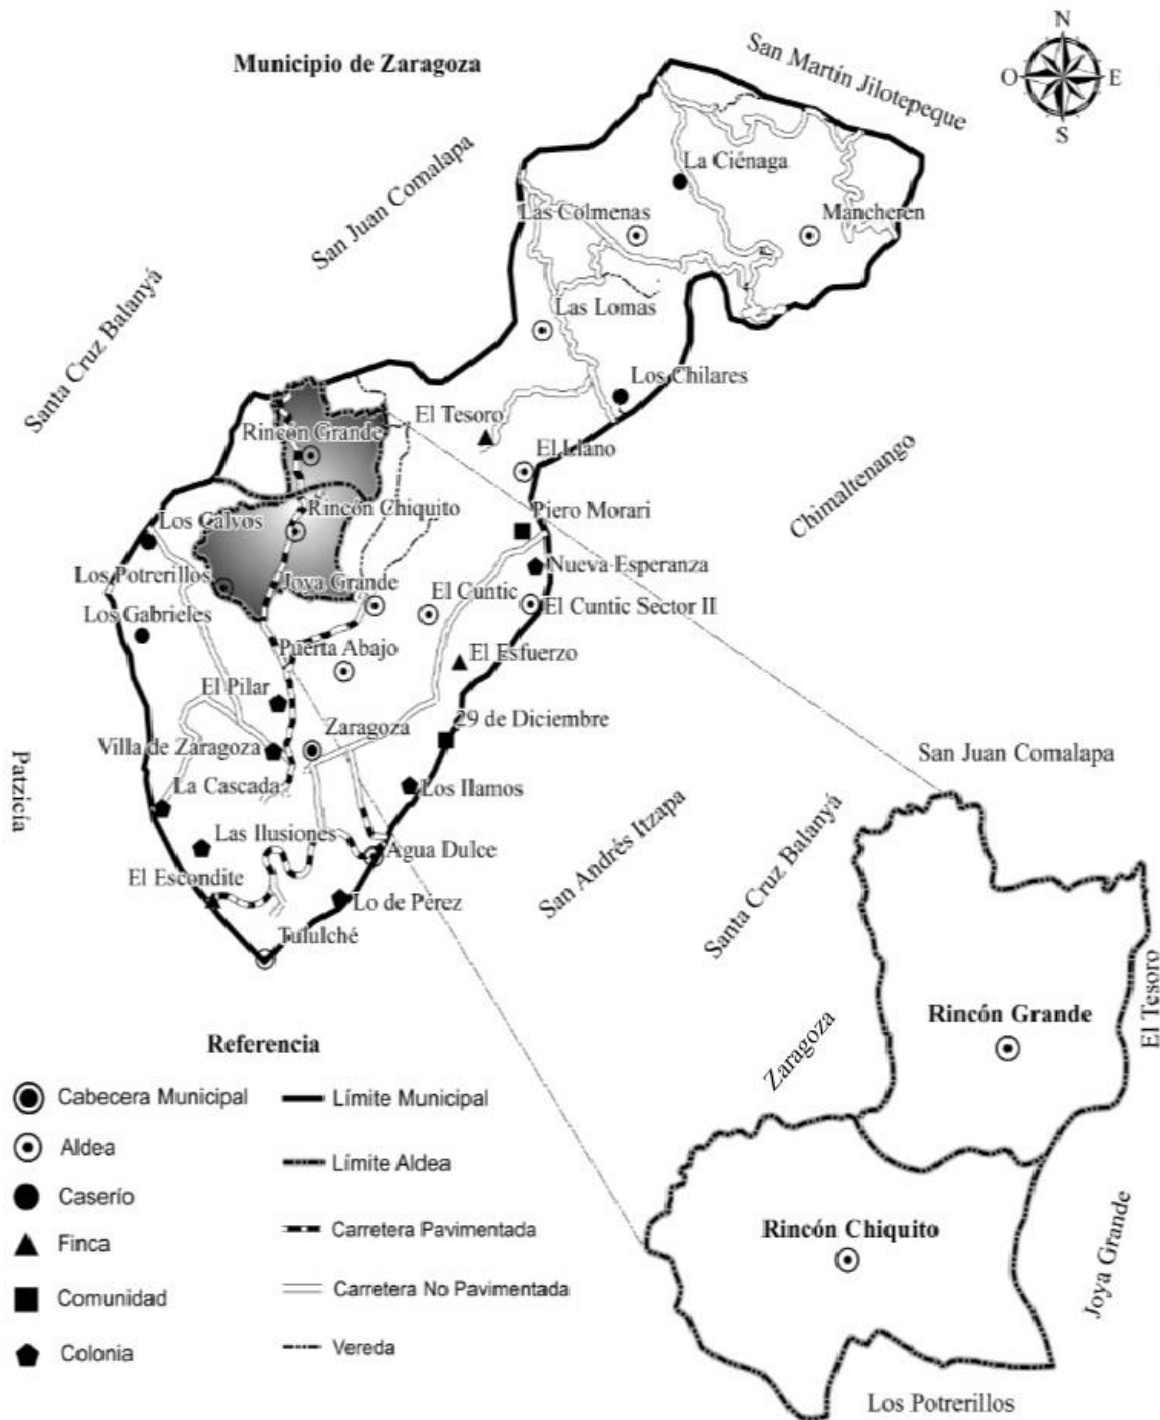 Municipio de Zaragoza
San Martín Jilotepeque
N
O
E
S
San Juan Comalapa
La Ciénaga
Las Colmenas
Mancheren
Santa Cruz Balanyá
Las Lomas
Los Chilares
El Tesoro
Rincón Grande
El Llano
Chimaltenango
Rincón Chiquito
Piero Morari
Los Calvos
Nueva Esperanza
Los Potrerillos
Joya Grande
El Cuntic
El Cuntic Sector II
Los Gabrieles
Puerta Abajo
El Esfuerzo
El Pilar
Zaragoza
29 de Diciembre
Villa de Zaragoza
Patzicía
La Cascada
Los Ilamos
San Juan Comalapa
San Andrés Itzapa
Santa Cruz Balanyá
Las Ilusiones
Agua Dulce
El Escondite
Lo de Pérez
Tululché
El Tesoro
Rincón Grande
Zaragoza
Rincón Chiquito
Joya Grande
Los Potrerillos
Referencia
Cabecera Municipal
Aldea
Caserío
Finca
Comunidad
Colonia
Límite Municipal
Límite Aldea
Carretera Pavimentada
Carretera No Pavimentada
Vereda